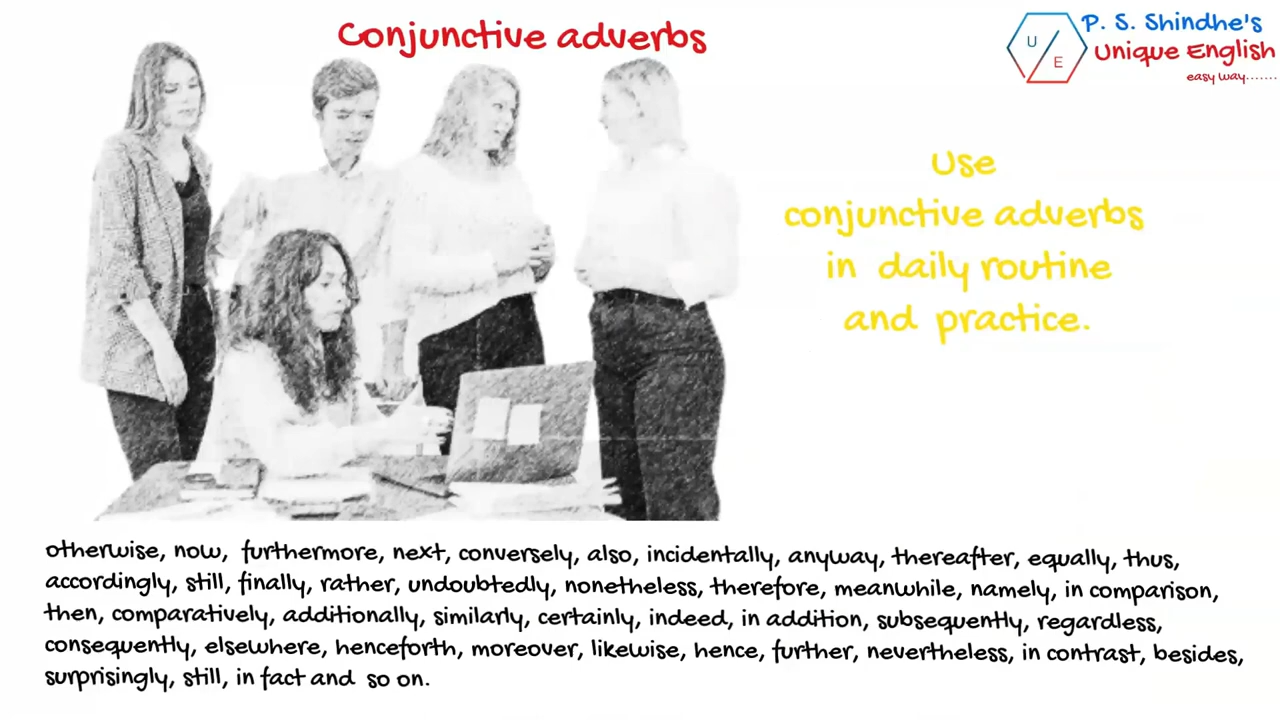 Conjunctive adverbs
P. S. Shindhe's
Unique English
easy way.......
U
E
Use
conjunctive adverbs
in daily routine
and practice.
otherwise, now, furthermore, next, conversely, also, incidentally, anyway, thereafter, equally, thus,
accordingly, still, finally, rather, undoubtedly, nonetheless, therefore, meanwhile, namely, in comparison,
then, comparatively, additionally, similarly, certainly, indeed, in addition, subsequently, regardless,
consequently, elsewhere, henceforth, moreover, likewise, hence, further, nevertheless, in contrast, besides,
surprisingly, still, in fact and so on.